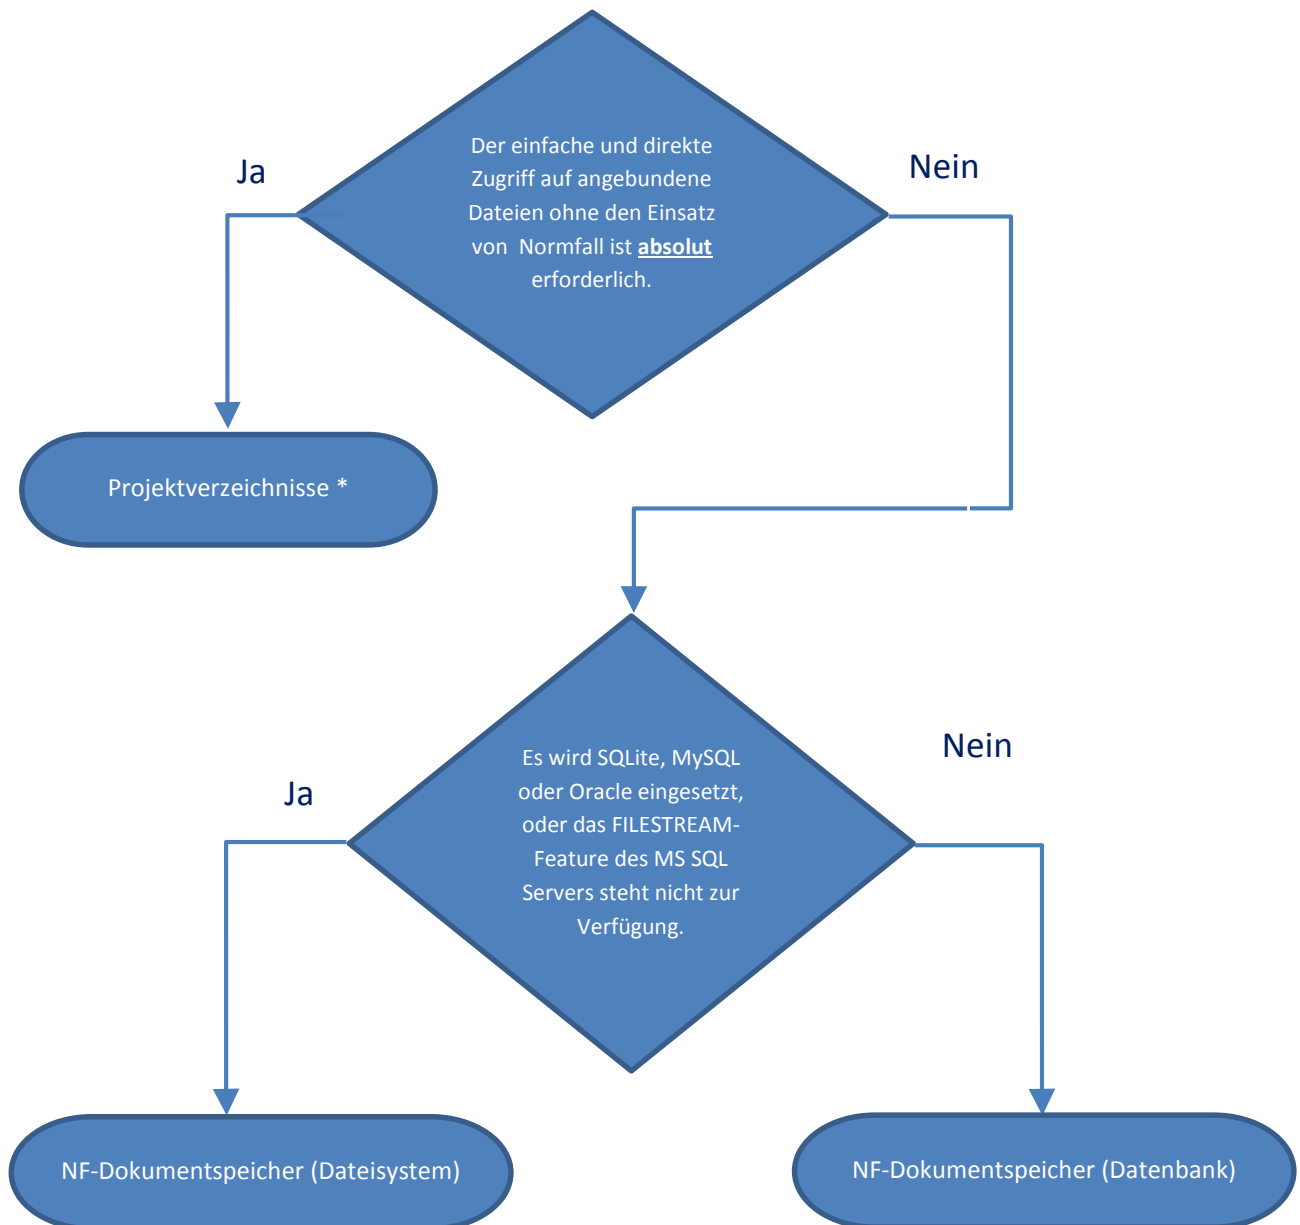 Ja
Nein
Der einfache und direkte
Zugriff auf angebundene
Dateien ohne den Einsatz
von Normfall ist absolut
erforderlich.
Projektverzeichnisse *
Ja
Nein
Es wird SQLite, MySQL
oder Oracle eingesetzt,
oder das FILESTREAM-
Feature des MS SQL
Servers steht nicht zur
Verfügung.
NF-Dokumentspeicher (Dateisystem)
NF-Dokumentspeicher (Datenbank)